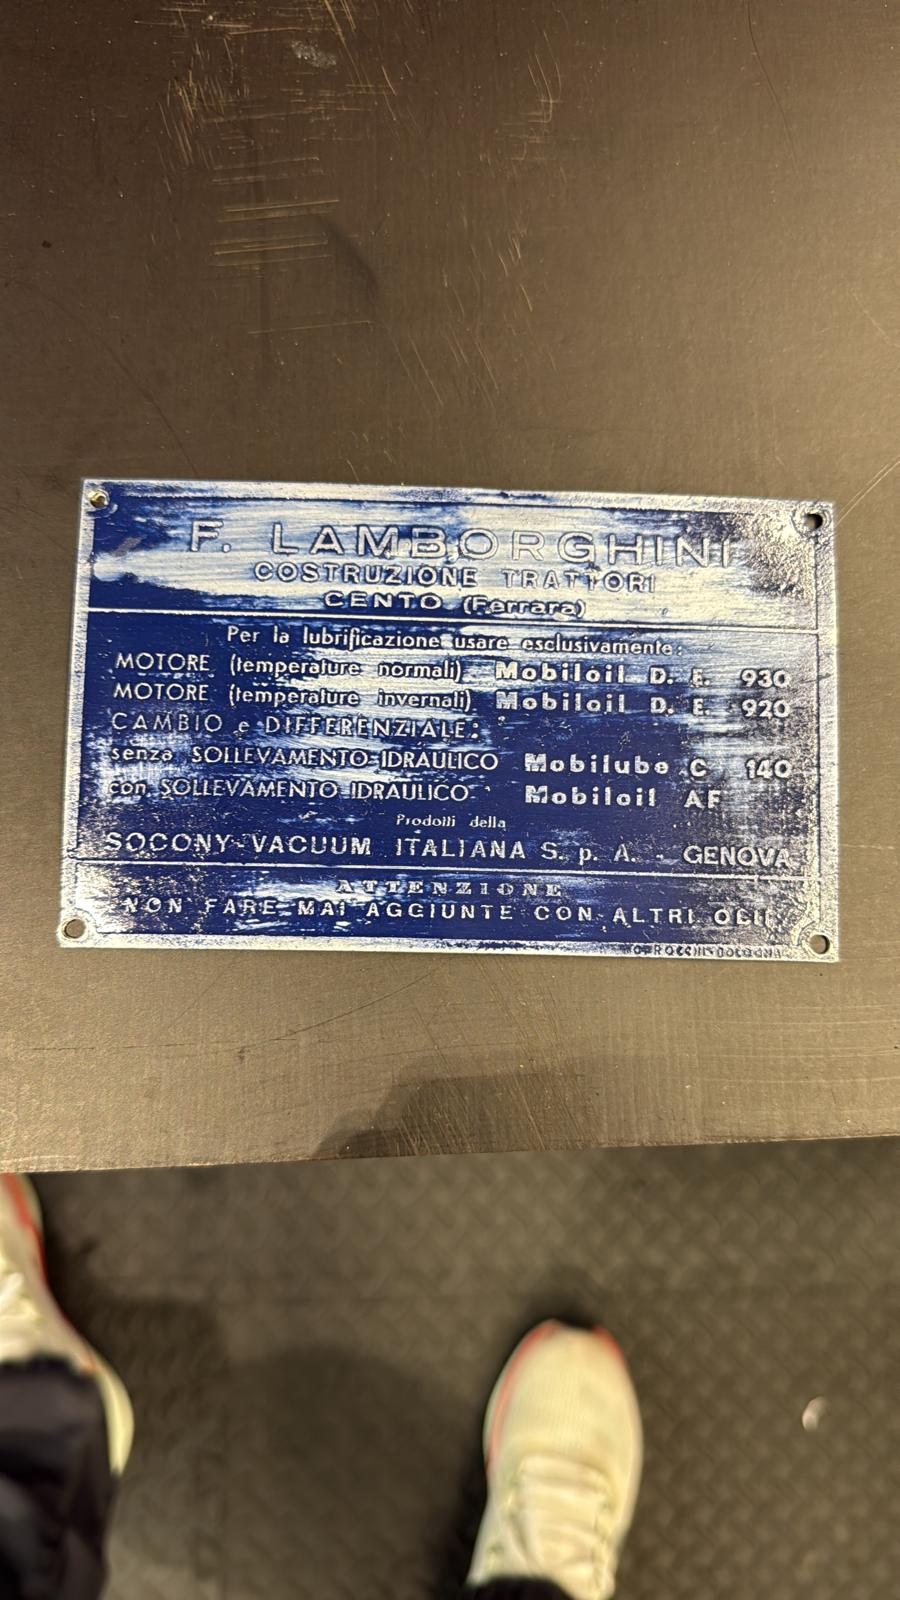 F. LAMBORGHINI
COSTRUZIONE TRATTORI
CENTO (Ferrara)
Per la lubrificazione usare esclusivamente:
MOTORE (temperature normali) Mobiloil D. E. 930
MOTORE (temperature invernali) Mobiloil D. E. 920
CAMBIO e DIFFERENZIALE:
senza SOLLEVAMENTO IDRAULICO Mobilube C 140
con SOLLEVAMENTO IDRAULICO Mobiloil AF
Prodotti della
SOCONY-VACUUM ITALIANA S. p. A. - GENOVA
ATTENZIONE
NON FARE MAI AGGIUNTE CON ALTRI OLII
ROCCHI-BOLOGNA